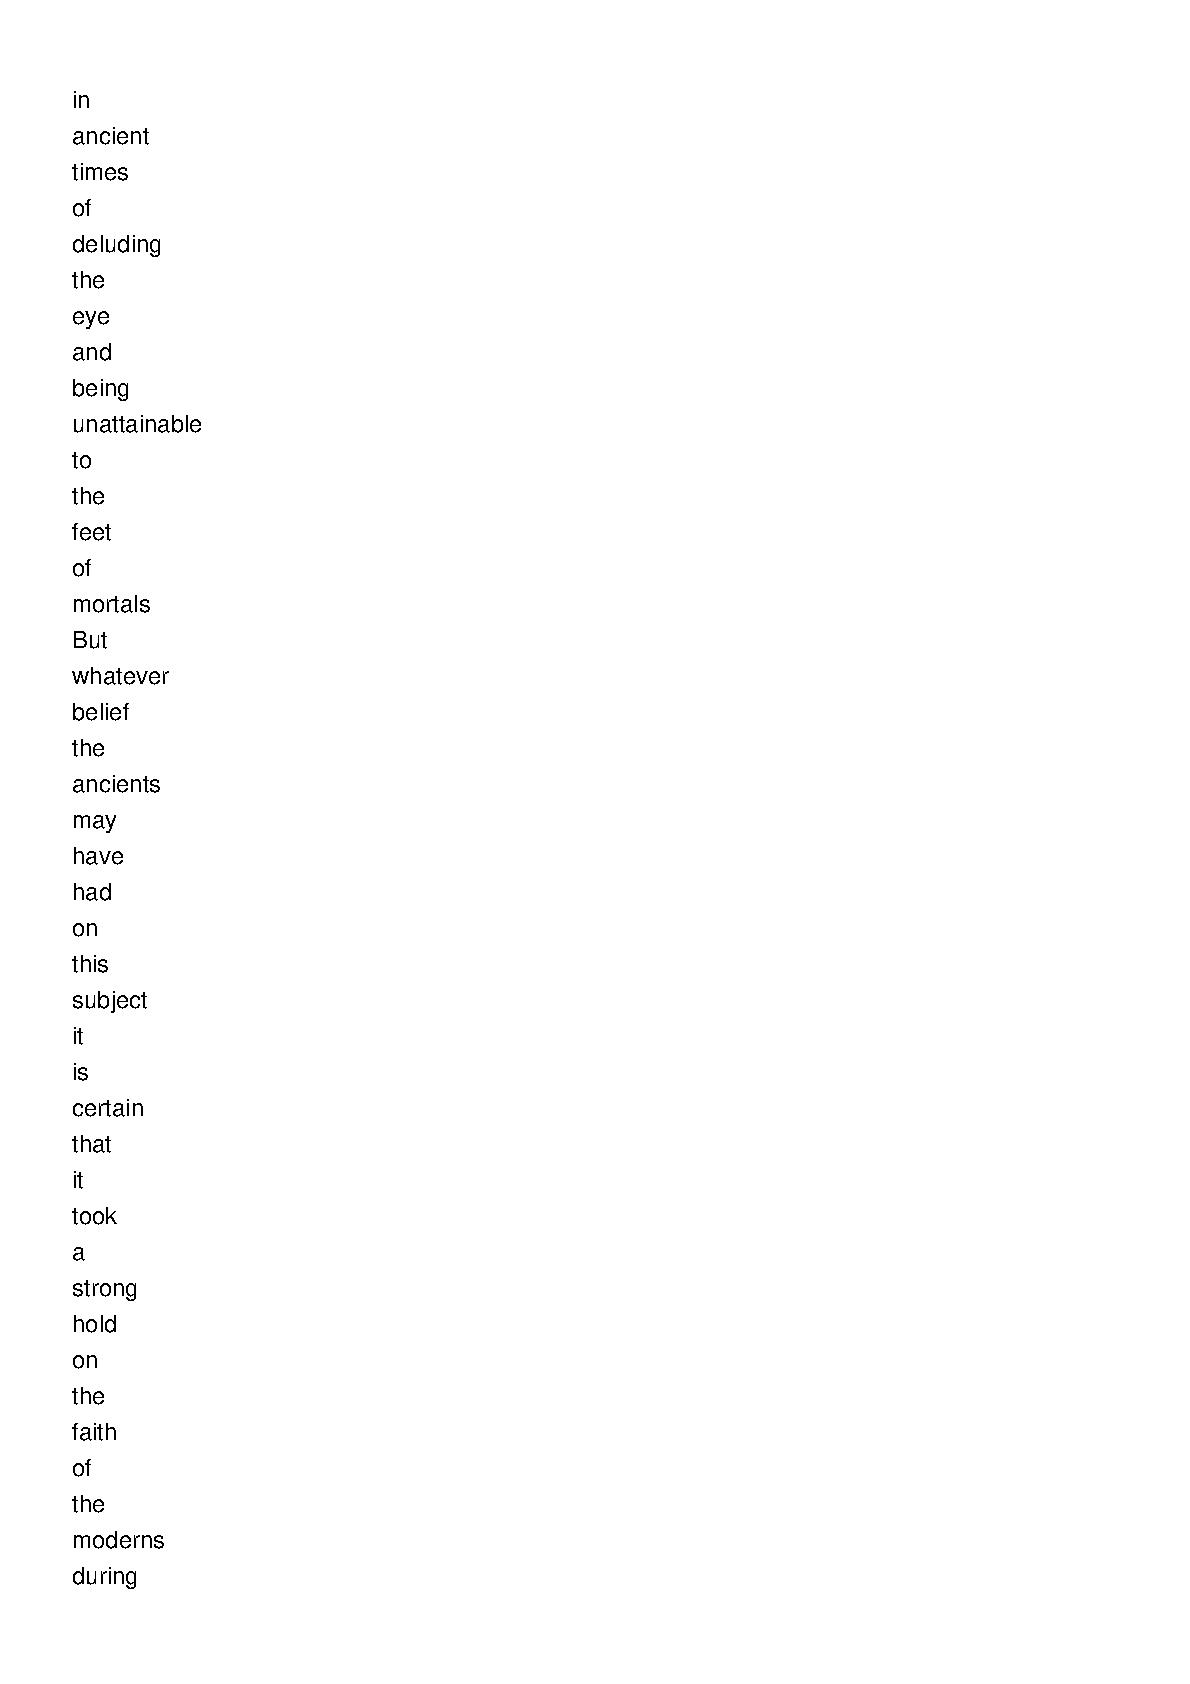 in
ancient
times
of
deluding
the
eye
and
being
unattainable
to
the
feet
of
mortals
But
whatever
belief
the
ancients
may
have
had
on
this
subject
it
is
certain
that
it
took
a
strong
hold
on
the
faith
of
the
moderns
during